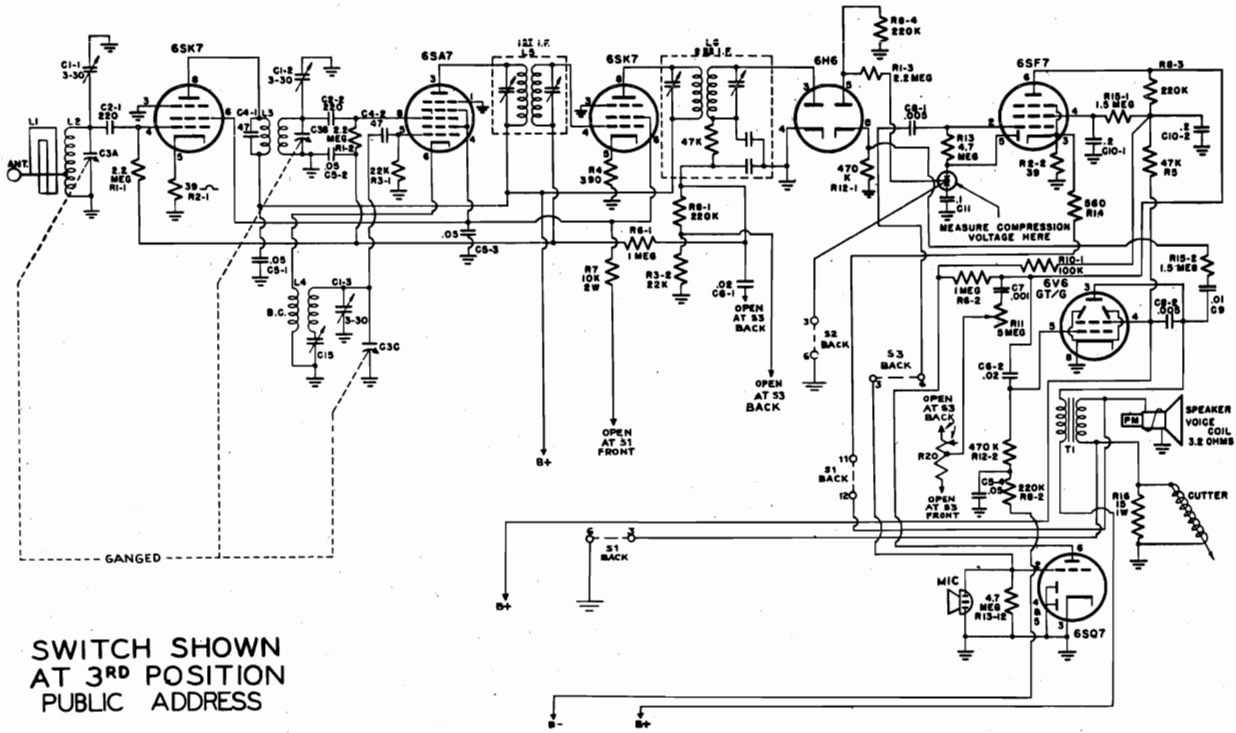 C1-1
3-30
6SK7
C1-2
3-30
6SA7
1ST I.F.
L5
6SK7
L6
2ND I.F.
6H6
R8-4
220K
R1-3
2.2 MEG
6SF7
R8-3
220K
L1
L2
C2-1
220
C4-1
47
L3
C2-2
220
C4-2
47
C3B
2.2
MEG
R1-2
.05
C5-2
C8-1
.005
R15-1
1.5 MEG
.2
C10-1
.2
C10-2
ANT.
C3A
2.2
MEG
R1-1
39
R2-1
22K
R3-1
R4
390
47K
470
K
R12-1
R13
4.7
MEG
R2-2
39
47K
R5
.1
C11
560
R14
MEASURE COMPRESSION
VOLTAGE HERE
R8-1
220K
.05
C5-1
.05
C5-3
R6-1
1 MEG
R7
10K
2W
R3-2
22K
.02
C6-1
R10-1
100K
R15-2
1.5 MEG
1 MEG
R6-2
C7
.001
6V6
GT/G
C8-2
.005
.01
C9
R11
.5 MEG
L4
B.C.
C1-3
3-30
C15
C3C
OPEN
AT S3
BACK
OPEN
AT S3
BACK
S2
BACK
S3
BACK
C6-2
.02
OPEN
AT S3
BACK
OPEN
AT S1
FRONT
B+
R20
470K
R12-2
C5-4
.05
220K
R8-2
OPEN
AT S3
FRONT
S1
BACK
T1
PM
SPEAKER
VOICE
COIL
3.2 OHMS
R16
15
1W
CUTTER
GANGED
S1
BACK
B+
MIC
4.7
MEG
R13-12
6SQ7
SWITCH SHOWN
AT 3RD POSITION
PUBLIC ADDRESS
B-
B+